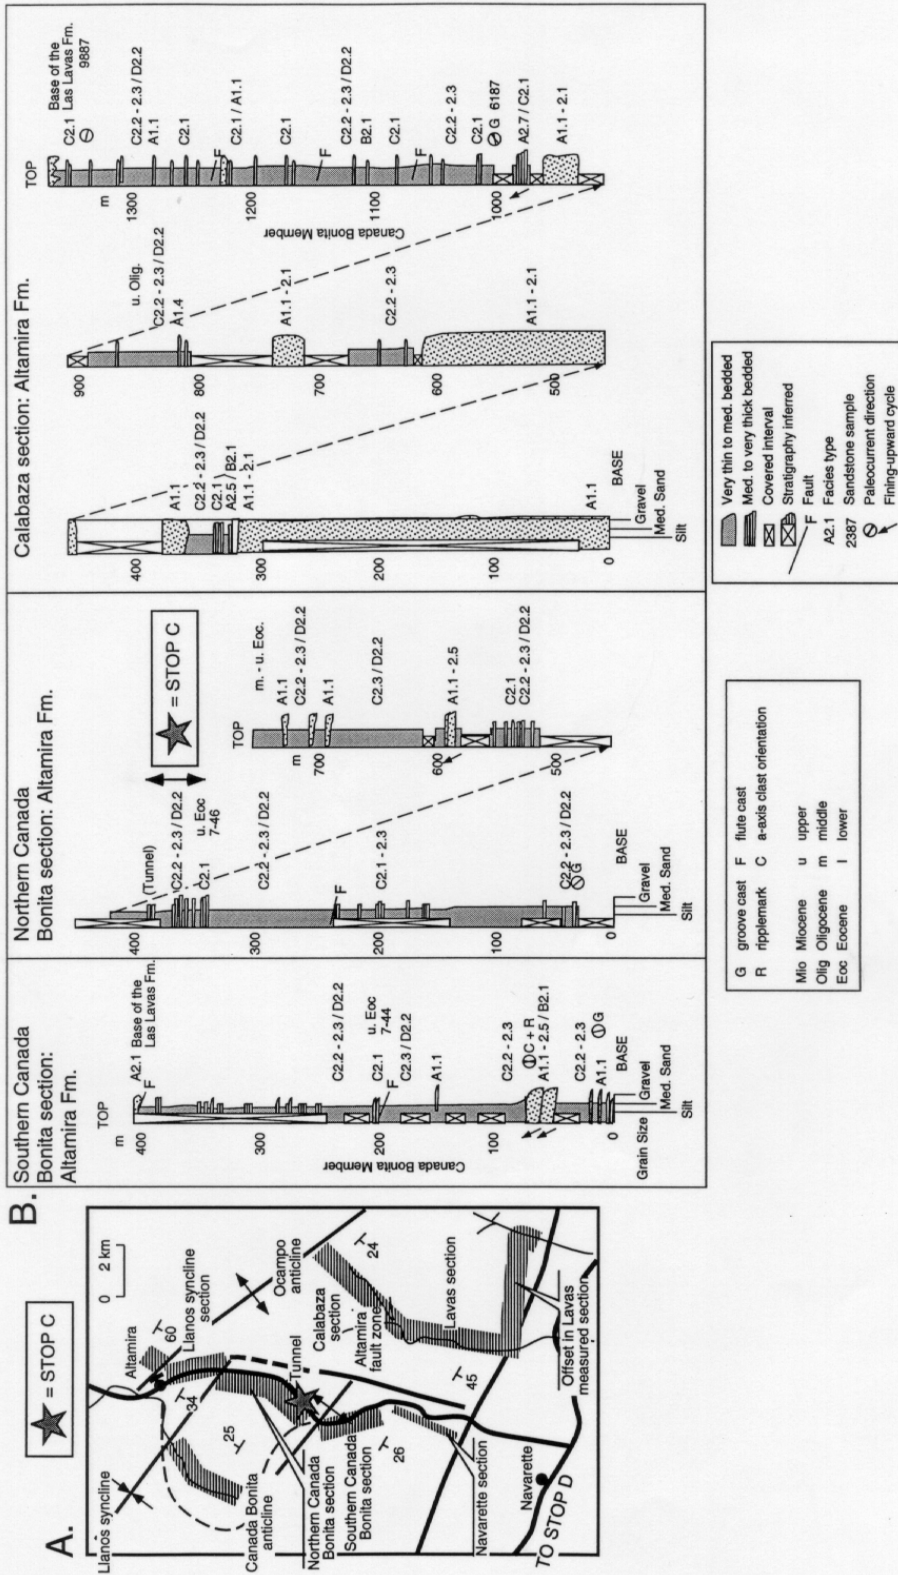 A.
= STOP C
Llanos syncline
Altamira
60
Llanos syncline
section
34
25
0 2 km
Ocampo
anticline
Canada Bonita
anticline
Tunnel
Calabaza
section
24
Altamira
fault zone
Northern Canada
Bonita section
Southern Canada
Bonita section
26
45
Lavas section
Navarette section
Navarette
Offset in Lavas
measured section
TO STOP D
B.
Southern Canada
Bonita section:
Altamira Fm.
TOP
m
400
300
200
100
0
Canada Bonita Member
A2.1 Base of the
Las Lavas Fm.
F
C2.2 - 2.3 / D2.2
u. Eoc
C2.1 7-44
F
C2.3 / D2.2
A1.1
C2.2 - 2.3
C + R
A1.1 - 2.5 / B2.1
C2.2 - 2.3
G
A1.1
BASE
Gravel
Med. Sand
Silt
Grain Size
Northern Canada
Bonita section: Altamira Fm.
= STOP C
400
300
200
100
0
(Tunnel)
C2.2 - 2.3 / D2.2
u. Eoc
C2.1 7-46
C2.2 - 2.3 / D2.2
F
C2.1 - 2.3
C2.2 - 2.3 / D2.2
G
BASE
Gravel
Med. Sand
Silt
TOP
m
700
600
500
m. - u. Eoc.
A1.1
C2.2 - 2.3 / D2.2
A1.1
C2.3 / D2.2
A1.1 - 2.5
C2.1
C2.2 - 2.3 / D2.2
Calabaza section: Altamira Fm.
400
300
200
100
0
A1.1
C2.2 - 2.3 / D2.2
C2.1
A2.5 / B2.1
A1.1 - 2.1
A1.1
BASE
Gravel
Med. Sand
Silt
900
800
700
600
500
u. Olig.
C2.2 - 2.3 / D2.2
A1.4
A1.1 - 2.1
C2.2 - 2.3
A1.1 - 2.1
TOP
m
1300
1200
1100
1000
Canada Bonita Member
Base of the
C2.1 Las Lavas Fm.
9887
C2.2 - 2.3 / D2.2
A1.1
C2.1
F
C2.1 / A1.1
C2.1
F
C2.2 - 2.3 / D2.2
B2.1
C2.1
F
C2.2 - 2.3
C2.1
G 6187
A2.7 / C2.1
A1.1 - 2.1
G groove cast F flute cast
R ripplemark C a-axis clast orientation
Mio Miocene u upper
Olig Oligocene m middle
Eoc Eocene l lower
Very thin to med. bedded
Med. to very thick bedded
Covered interval
Stratigraphy inferred
F Fault
A2.1 Facies type
2387 Sandstone sample
Paleocurrent direction
Fining-upward cycle